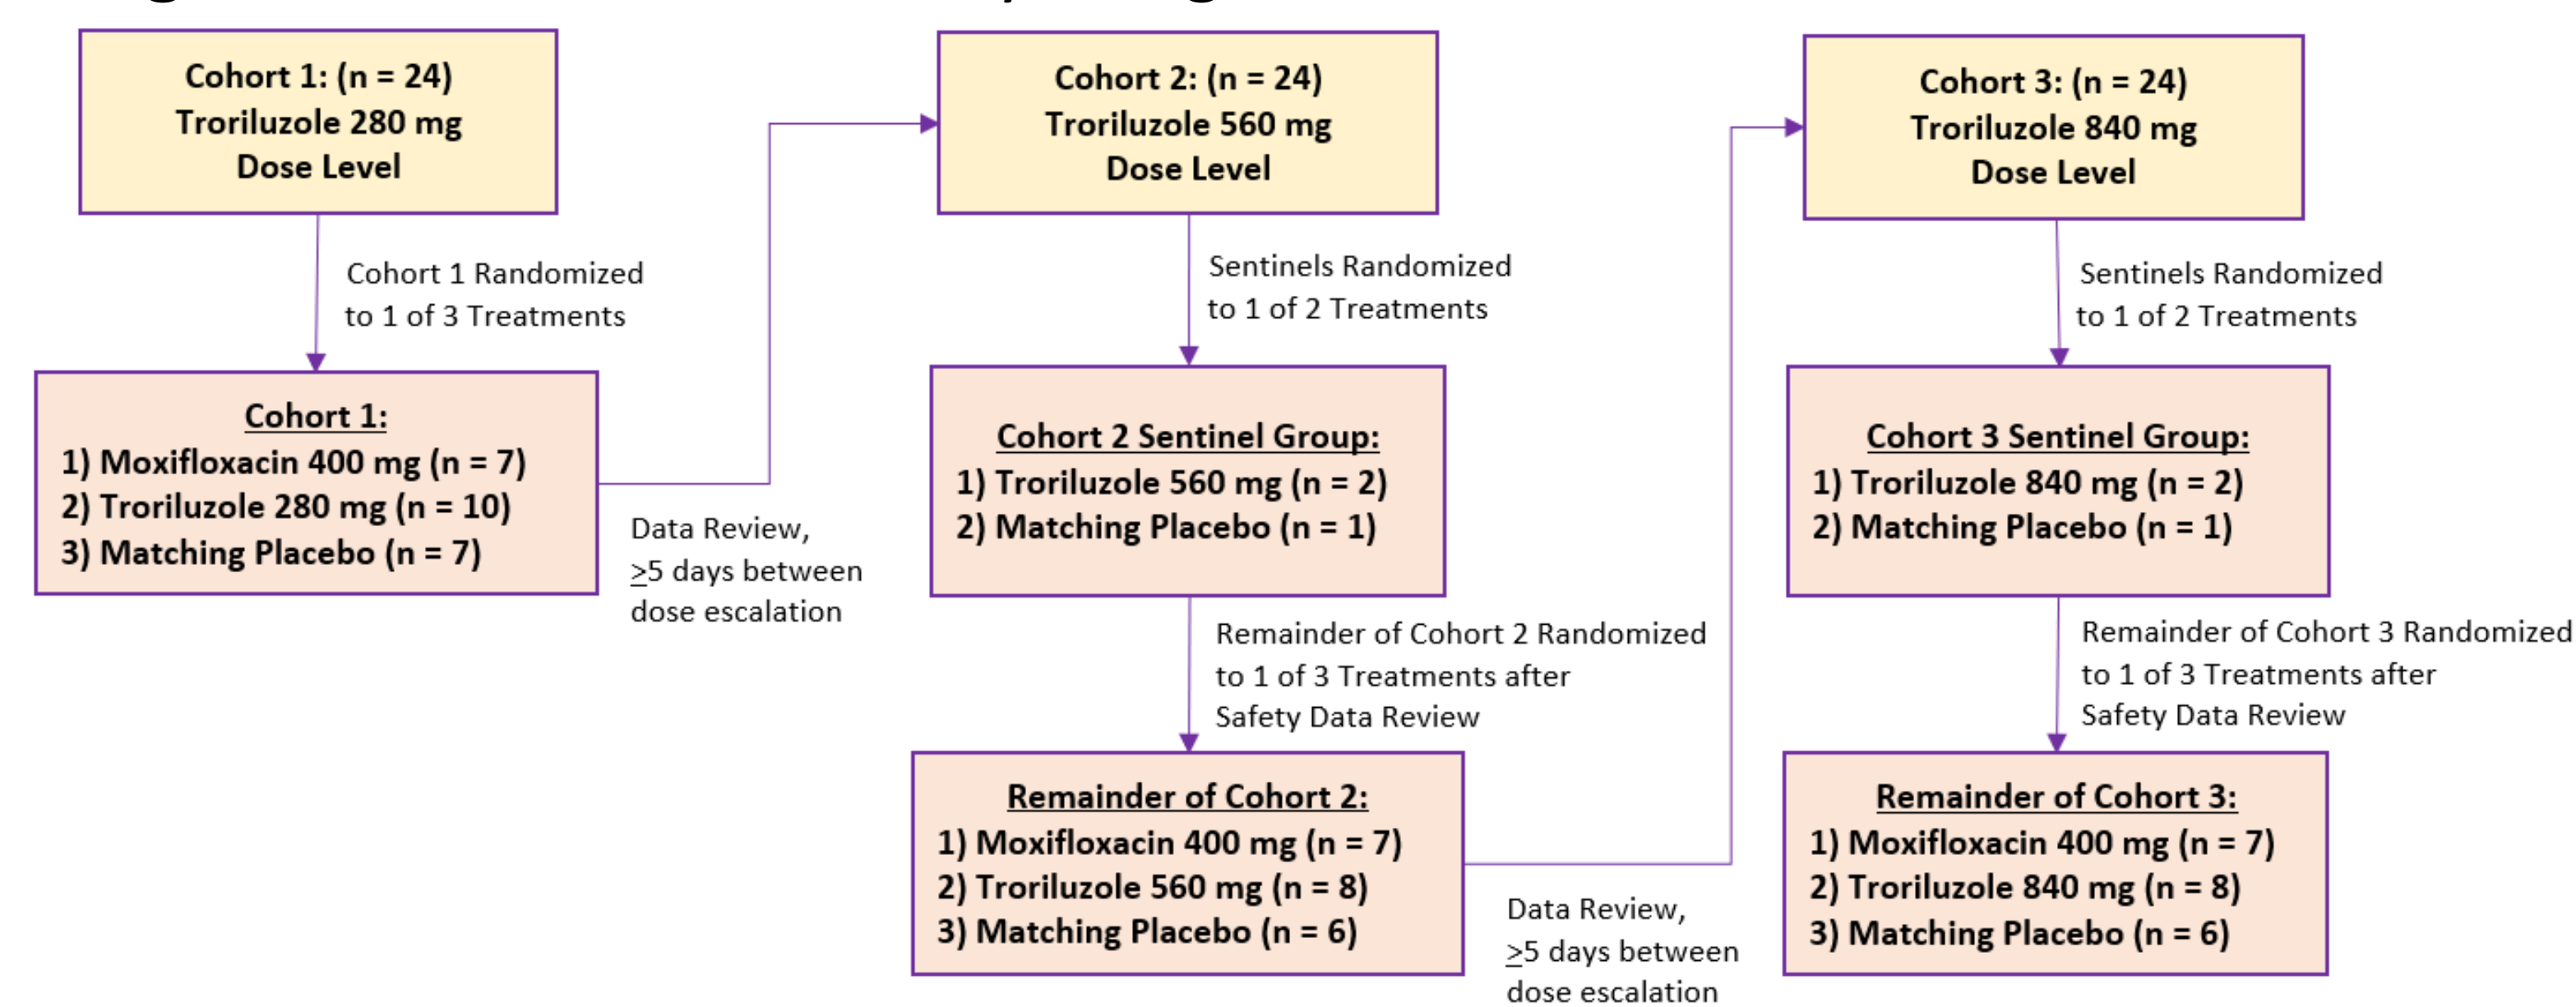 Cohort 1: (n = 24)
Troriluzole 280 mg
Dose Level
Cohort 1 Randomized
to 1 of 3 Treatments
Cohort 1:
1) Moxifloxacin 400 mg (n = 7)
2) Troriluzole 280 mg (n = 10)
3) Matching Placebo (n = 7)
Data Review,
≥5 days between
dose escalation
Cohort 2: (n = 24)
Troriluzole 560 mg
Dose Level
Sentinels Randomized
to 1 of 2 Treatments
Cohort 2 Sentinel Group:
1) Troriluzole 560 mg (n = 2)
2) Matching Placebo (n = 1)
Remainder of Cohort 2 Randomized
to 1 of 3 Treatments after
Safety Data Review
Remainder of Cohort 2:
1) Moxifloxacin 400 mg (n = 7)
2) Troriluzole 560 mg (n = 8)
3) Matching Placebo (n = 6)
Data Review,
≥5 days between
dose escalation
Cohort 3: (n = 24)
Troriluzole 840 mg
Dose Level
Sentinels Randomized
to 1 of 2 Treatments
Cohort 3 Sentinel Group:
1) Troriluzole 840 mg (n = 2)
2) Matching Placebo (n = 1)
Remainder of Cohort 3 Randomized
to 1 of 3 Treatments after
Safety Data Review
Remainder of Cohort 3:
1) Moxifloxacin 400 mg (n = 7)
2) Troriluzole 840 mg (n = 8)
3) Matching Placebo (n = 6)